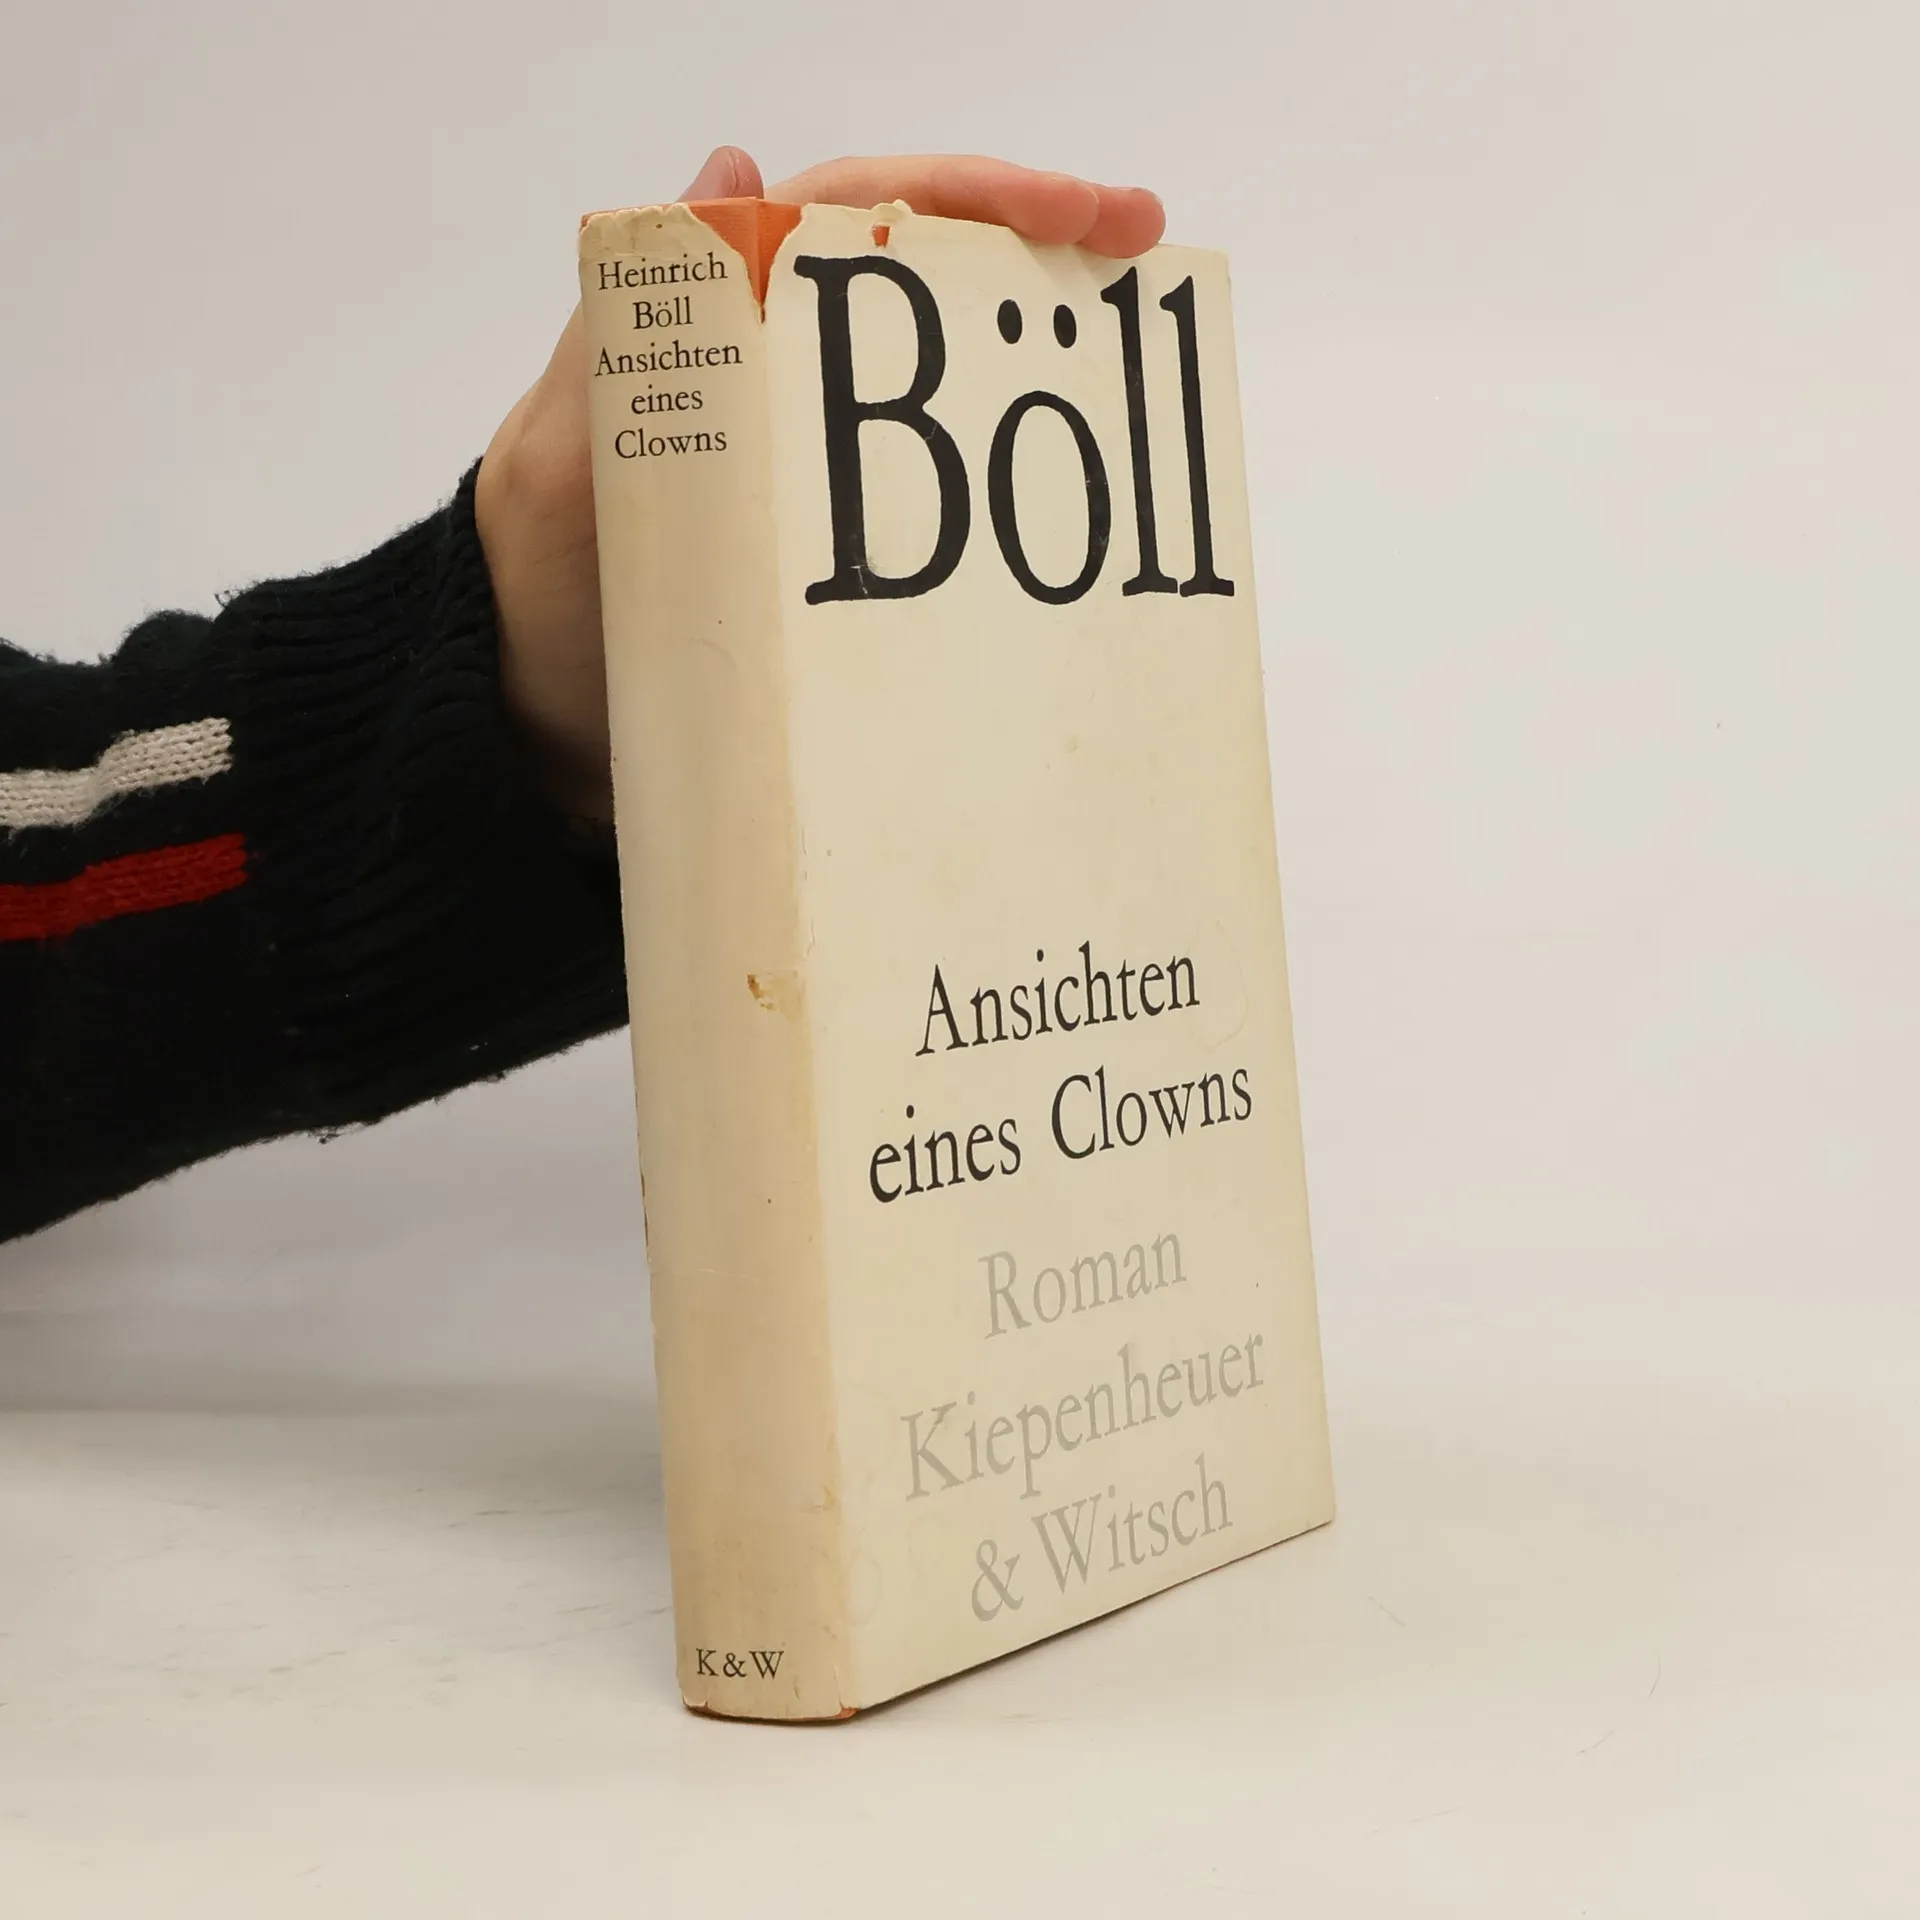 Heinrich
Böll
Ansichten
eines
Clowns
K & W
Böll
Ansichten
eines Clowns
Roman
Kiepenheuer
& Witsch